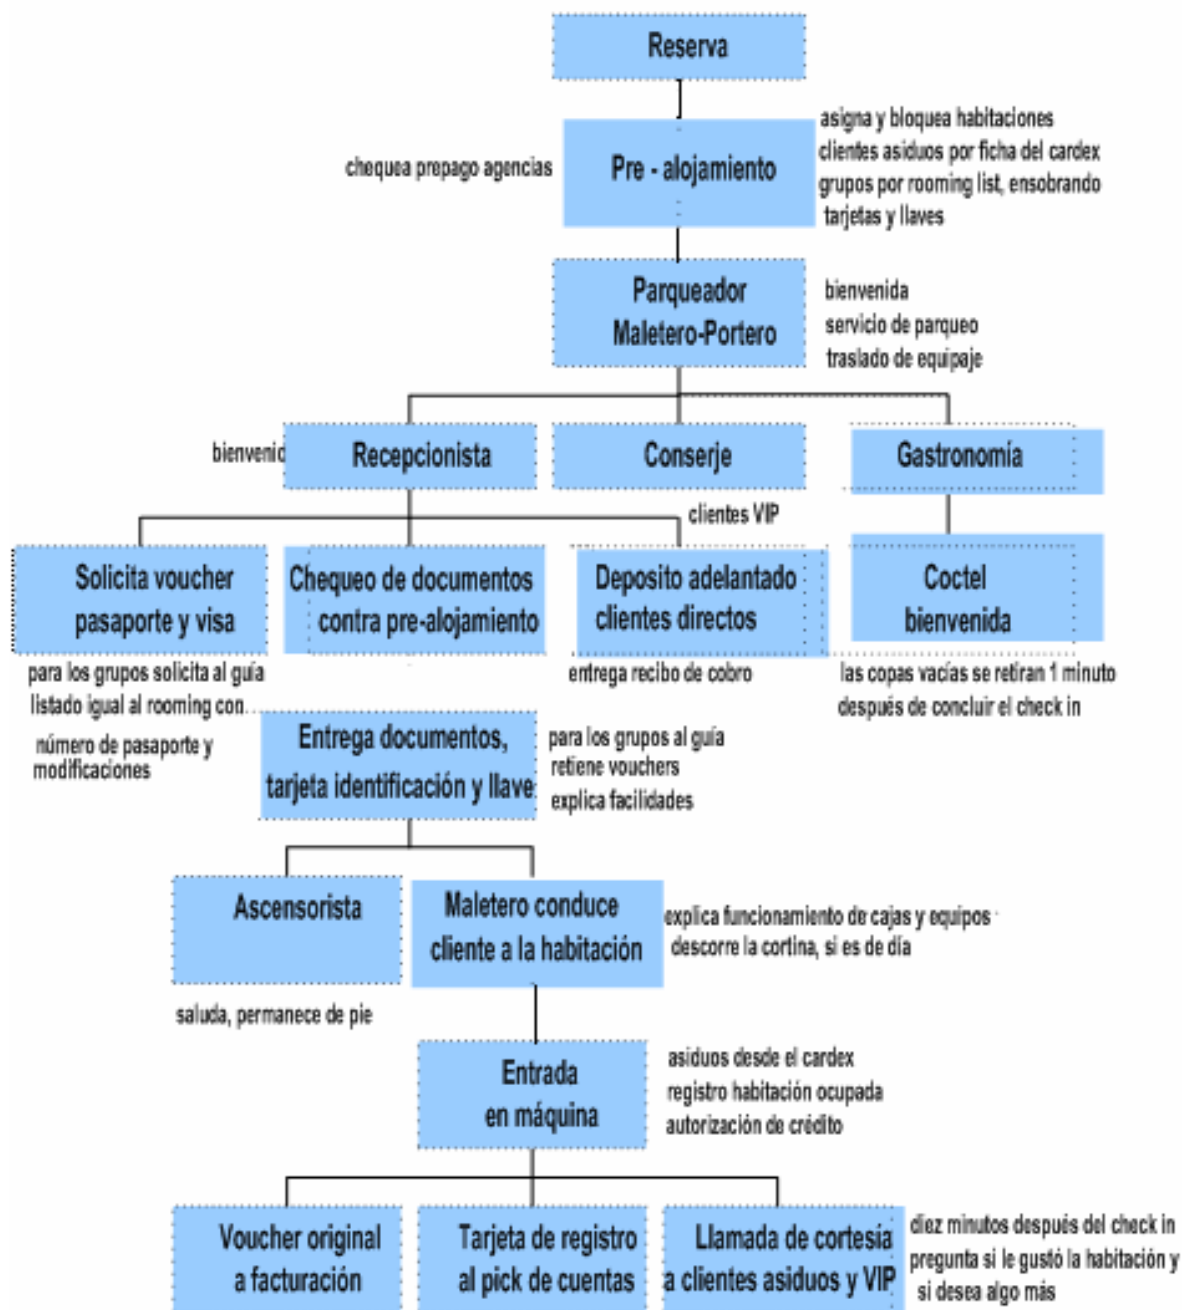 Reserva
chequea prepago agencias
Pre - alojamiento
asigna y bloquea habitaciones
clientes asiduos por ficha del cardex
grupos por rooming list, ensobrando
tarjetas y llaves
Parqueador
Maletero-Portero
bienvenida
servicio de parqueo
traslado de equipaje
bienvenic
Recepcionista
Conserje
Gastronomía
clientes VIP
Solicita voucher
pasaporte y visa
Chequeo de documentos
contra pre-alojamiento
Deposito adelantado
clientes directos
Coctel
bienvenida
para los grupos solicita al guía
listado igual al rooming con
número de pasaporte y
modificaciones
entrega recibo de cobro
las copas vacías se retiran 1 minuto
después de concluir el check in
Entrega documentos,
tarjeta identificación y llave
para los grupos al guía
retiene vouchers
explica facilidades
Ascensorista
saluda, permanece de pie
Maletero conduce
cliente a la habitación
explica funcionamiento de cajas y equipos
descorre la cortina, si es de día
Entrada
en máquina
asiduos desde el cardex
registro habitación ocupada
autorización de crédito
Voucher original
a facturación
Tarjeta de registro
al pick de cuentas
Llamada de cortesía
a clientes asiduos y VIP
diez minutos después del check in
pregunta si le gustó la habitación y
si desea algo más